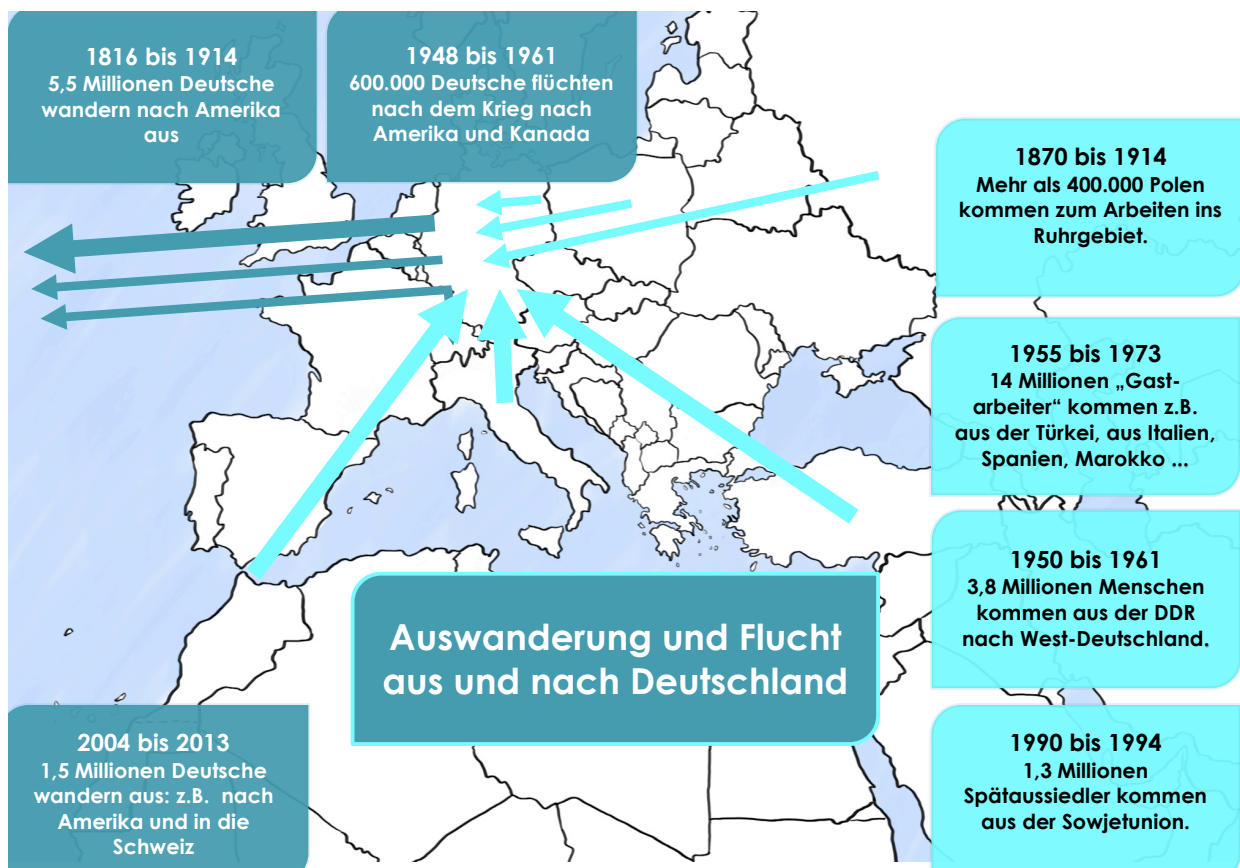 1816 bis 1914
5,5 Millionen Deutsche
wandern nach Amerika
aus
1948 bis 1961
600.000 Deutsche flüchten
nach dem Krieg nach
Amerika und Kanada
1870 bis 1914
Mehr als 400.000 Polen
kommen zum Arbeiten ins
Ruhrgebiet.
1955 bis 1973
14 Millionen „Gast-
arbeiter“ kommen z.B.
aus der Türkei, aus Italien,
Spanien, Marokko ...
1950 bis 1961
3,8 Millionen Menschen
kommen aus der DDR
nach West-Deutschland.
Auswanderung und Flucht
aus und nach Deutschland
2004 bis 2013
1,5 Millionen Deutsche
wandern aus: z.B. nach
Amerika und in die
Schweiz
1990 bis 1994
1,3 Millionen
Spätaussiedler kommen
aus der Sowjetunion.